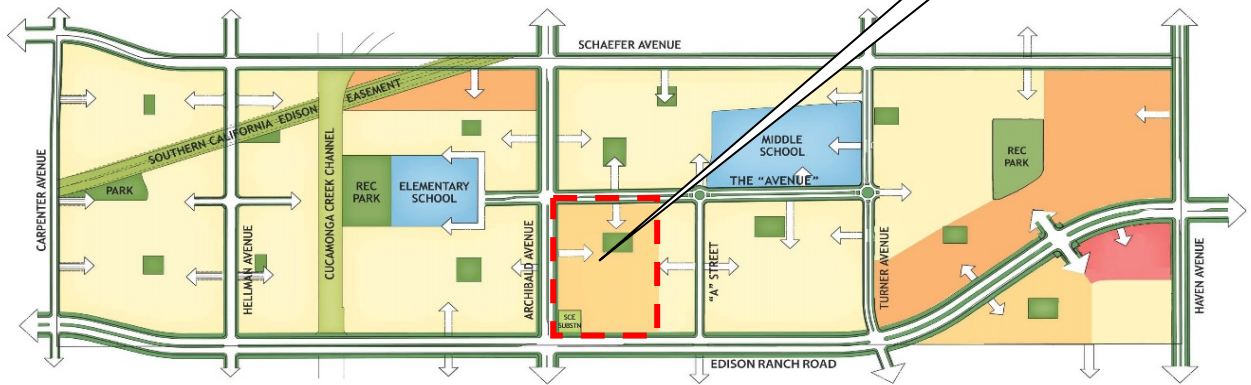 SCHAEFER AVENUE
SOUTHERN CALIFORNIA EDISON EASEMENT
MIDDLE
SCHOOL
REC
PARK
THE "AVENUE"
PARK
REC
PARK
ELEMENTARY
SCHOOL
CARPENTER AVENUE
HELLMAN AVENUE
CUCAMONGA CREEK CHANNEL
ARCHIBALD AVENUE
"A" STREET
TURNER AVENUE
HAVEN AVENUE
SCE
SUBSTN
EDISON RANCH ROAD